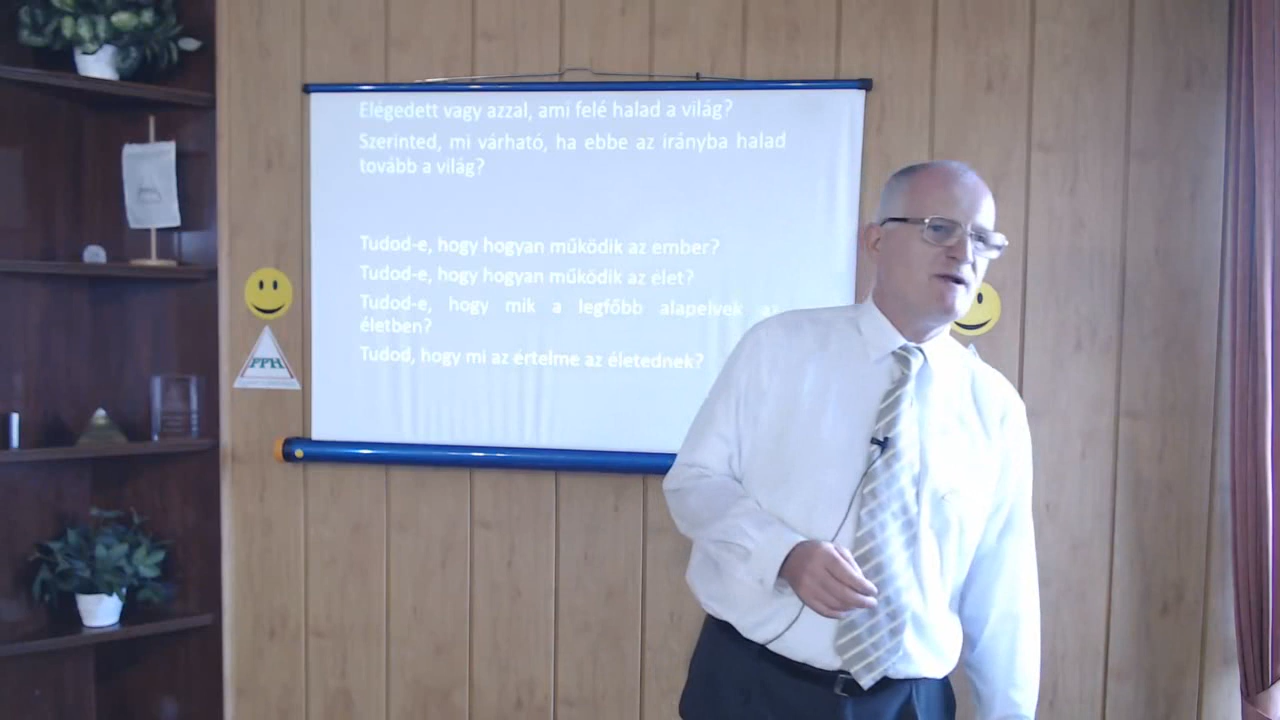 Elégedett vagy azzal, ami felé halad a világ?
Szerinted, mi várható, ha ebbe az irányba halad
tovább a világ?
Tudod-e, hogy hogyan működik az ember?
Tudod-e, hogy hogyan működik az élet?
Tudod-e, hogy mik a legfőbb alapelvek az
életben?
Tudod, hogy mi az értelme az életednek?
PPH